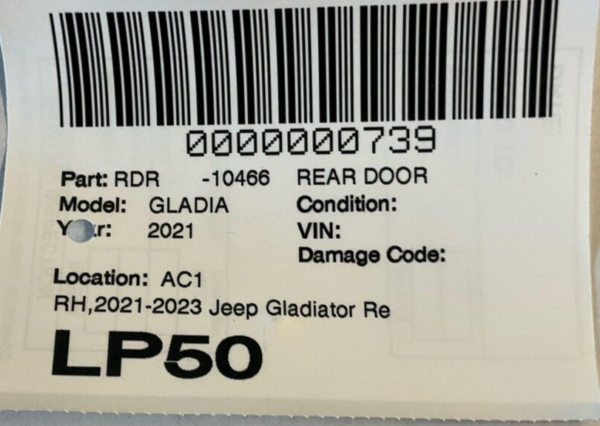 0000000739
Part: RDR -10466 REAR DOOR
Model: GLADIA Condition:
Y r: 2021 VIN:
Damage Code:
Location: AC1
RH,2021-2023 Jeep Gladiator Re
LP50